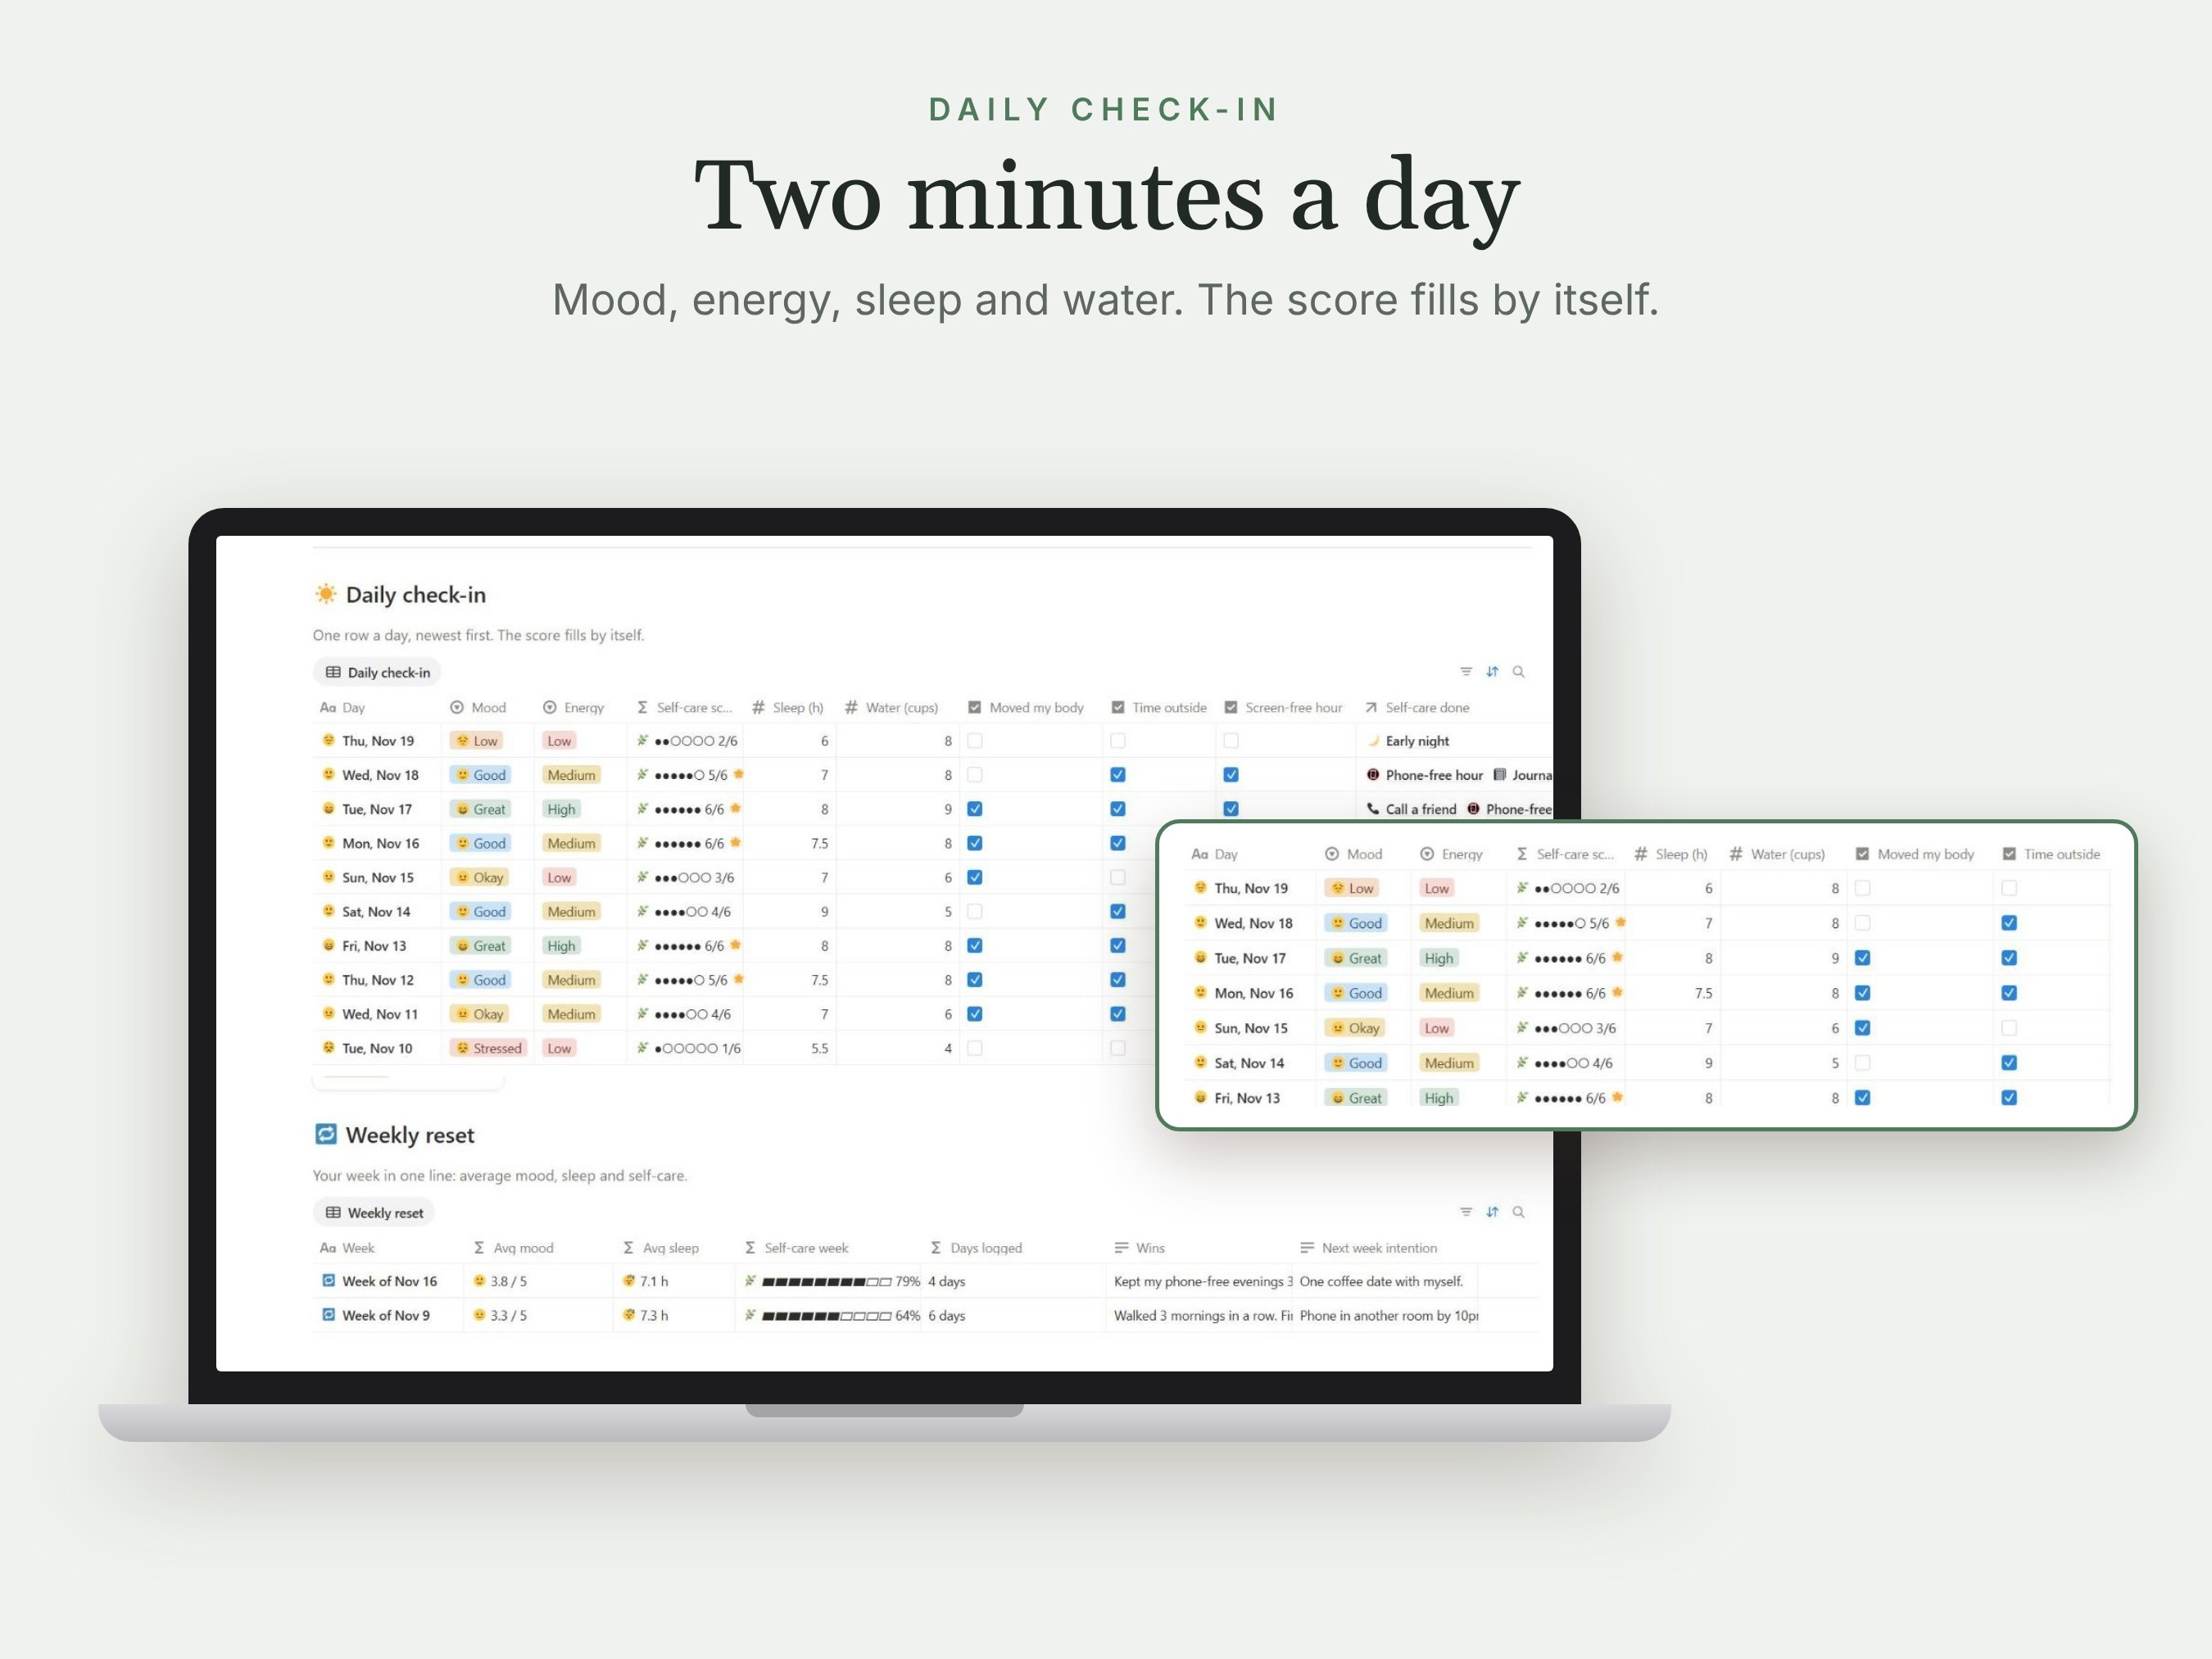 DAILY CHECK-IN
Two minutes a day
Mood, energy, sleep and water. The score fills by itself.
Daily check-in
One row a day, newest first. The score fills by itself.
Daily check-in
Aa Day Mood Energy Σ Self-care sc... # Sleep (h) # Water (cups) Moved my body Time outside Screen-free hour Self-care done
Thu, Nov 19 Low Low ●●○○○○ 2/6 6 8 Early night
Wed, Nov 18 Good Medium ●●●●●○ 5/6 7 8 Phone-free hour Journa
Tue, Nov 17 Great High ●●●●●● 6/6 8 9 Call a friend Phone-free
Mon, Nov 16 Good Medium ●●●●●● 6/6 7.5 8
Sun, Nov 15 Okay Low ●●●○○○ 3/6 7 6
Sat, Nov 14 Good Medium ●●●●○○ 4/6 9 5
Fri, Nov 13 Great High ●●●●●● 6/6 8 8
Thu, Nov 12 Good Medium ●●●●●○ 5/6 7.5 8
Wed, Nov 11 Okay Medium ●●●●○○ 4/6 7 6
Tue, Nov 10 Stressed Low ●○○○○○ 1/6 5.5 4
Aa Day Mood Energy Σ Self-care sc... # Sleep (h) # Water (cups) Moved my body Time outside
Thu, Nov 19 Low Low ●●○○○○ 2/6 6 8
Wed, Nov 18 Good Medium ●●●●●○ 5/6 7 8
Tue, Nov 17 Great High ●●●●●● 6/6 8 9
Mon, Nov 16 Good Medium ●●●●●● 6/6 7.5 8
Sun, Nov 15 Okay Low ●●●○○○ 3/6 7 6
Sat, Nov 14 Good Medium ●●●●○○ 4/6 9 5
Fri, Nov 13 Great High ●●●●●● 6/6 8 8
Weekly reset
Your week in one line: average mood, sleep and self-care.
Weekly reset
Aa Week Σ Avg mood Σ Avg sleep Σ Self-care week Σ Days logged Wins Next week intention
Week of Nov 16 3.8 / 5 7.1 h 79% 4 days Kept my phone-free evenings 3 One coffee date with myself.
Week of Nov 9 3.3 / 5 7.3 h 64% 6 days Walked 3 mornings in a row. Fi Phone in another room by 10p